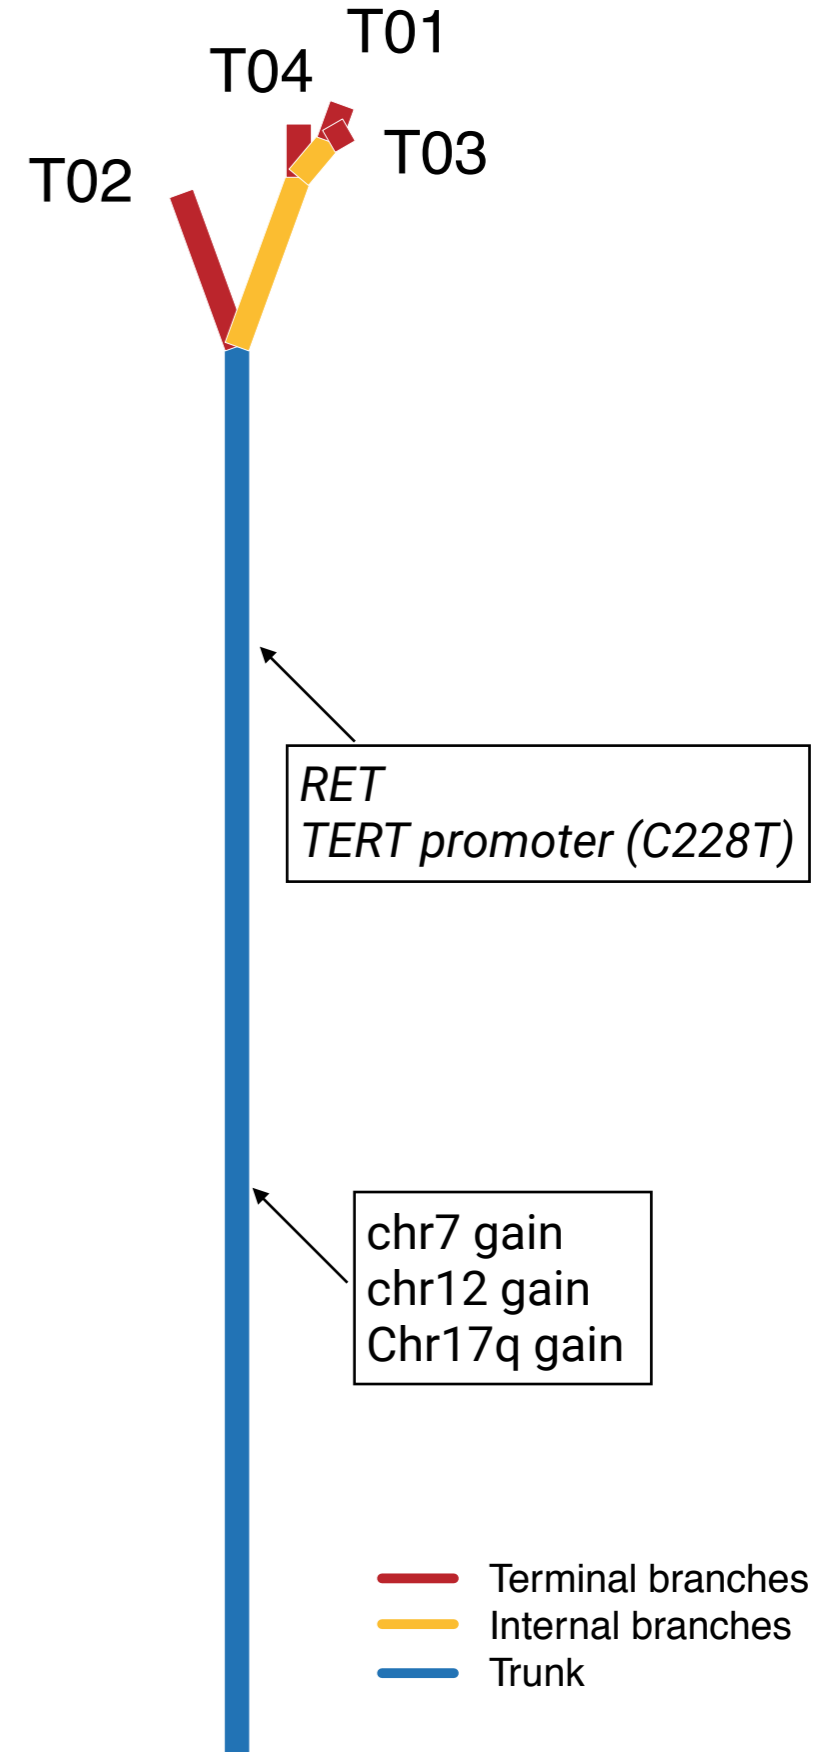 T01
T04
T03
T02
RET
TERT promoter (C228T)
chr7 gain
chr12 gain
Chr17q gain
Terminal branches
Internal branches
Trunk